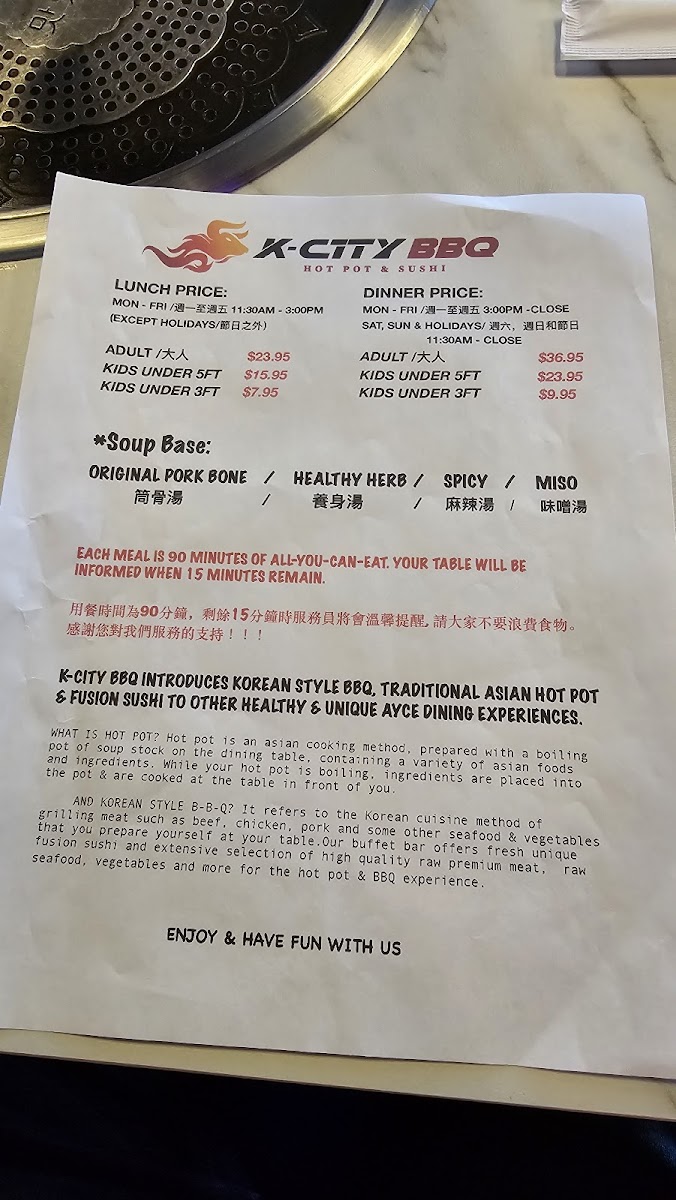 맛
K-CITY BBQ
HOT POT & SUSHI
LUNCH PRICE:
MON - FRI /週一至週五 11:30AM - 3:00PM
(EXCEPT HOLIDAYS/節日之外)
ADULT /大人 $23.95
KIDS UNDER 5FT $15.95
KIDS UNDER 3FT $7.95
DINNER PRICE:
MON - FRI /週一至週五 3:00PM -CLOSE
SAT, SUN & HOLIDAYS/ 週六, 週日和節日
11:30AM - CLOSE
ADULT /大人 $36.95
KIDS UNDER 5FT $23.95
KIDS UNDER 3FT $9.95
*Soup Base:
ORIGINAL PORK BONE / HEALTHY HERB / SPICY / MISO
筒骨湯 / 養身湯 / 麻辣湯 / 味噌湯
EACH MEAL IS 90 MINUTES OF ALL-YOU-CAN-EAT. YOUR TABLE WILL BE
INFORMED WHEN 15 MINUTES REMAIN.
用餐時間為90分鐘, 剩餘15分鐘時服務員將會溫馨提醒, 請大家不要浪費食物。
感謝您對我們服務的支持！！！
K-CITY BBQ INTRODUCES KOREAN STYLE BBQ, TRADITIONAL ASIAN HOT POT
& FUSION SUSHI TO OTHER HEALTHY & UNIQUE AYCE DINING EXPERIENCES.
WHAT IS HOT POT? Hot pot is an asian cooking method, prepared with a boiling
pot of soup stock on the dining table, containing a variety of asian foods
and ingredients. While your hot pot is boiling, ingredients are placed into
the pot & are cooked at the table in front of you.
AND KOREAN STYLE B-B-Q? It refers to the Korean cuisine method of
grilling meat such as beef, chicken, pork and some other seafood & vegetables
that you prepare yourself at your table.Our buffet bar offers fresh unique
fusion sushi and extensive selection of high quality raw premium meat, raw
seafood, vegetables and more for the hot pot & BBQ experience.
ENJOY & HAVE FUN WITH US